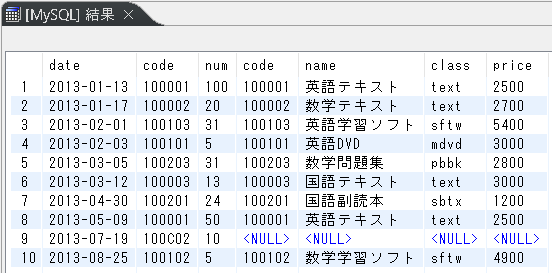 [MySQL] 結果
date code num code name class price
1 2013-01-13 100001 100 100001 英語テキスト text 2500
2 2013-01-17 100002 20 100002 数学テキスト text 2700
3 2013-02-01 100103 31 100103 英語学習ソフト sftw 5400
4 2013-02-03 100101 5 100101 英語DVD mdvd 3000
5 2013-03-05 100203 31 100203 数学問題集 pbbk 2800
6 2013-03-12 100003 13 100003 国語テキスト text 3000
7 2013-04-30 100201 24 100201 国語副読本 sbtx 1200
8 2013-05-09 100001 50 100001 英語テキスト text 2500
9 2013-07-19 100C02 10 <NULL> <NULL> <NULL> <NULL>
10 2013-08-25 100102 5 100102 数学学習ソフト sftw 4900